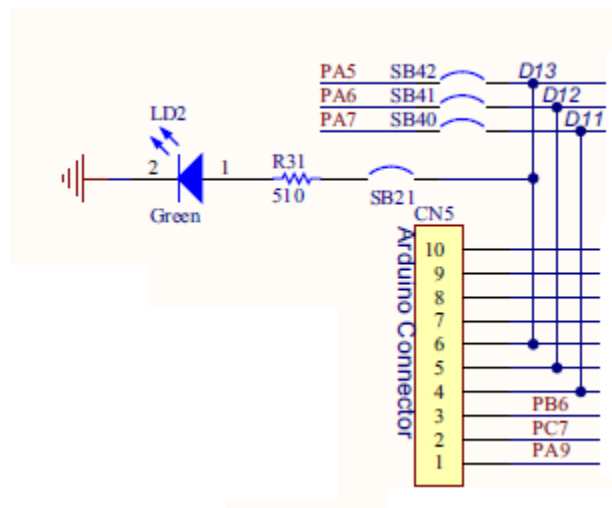 PA5 SB42 D13
PA6 SB41 D12
PA7 SB40 D11
LD2
2 1 R31
510
Green
SB21
CN5
Arduino Connector
10
9
8
7
6
5
4
3 PB6
2 PC7
1 PA9